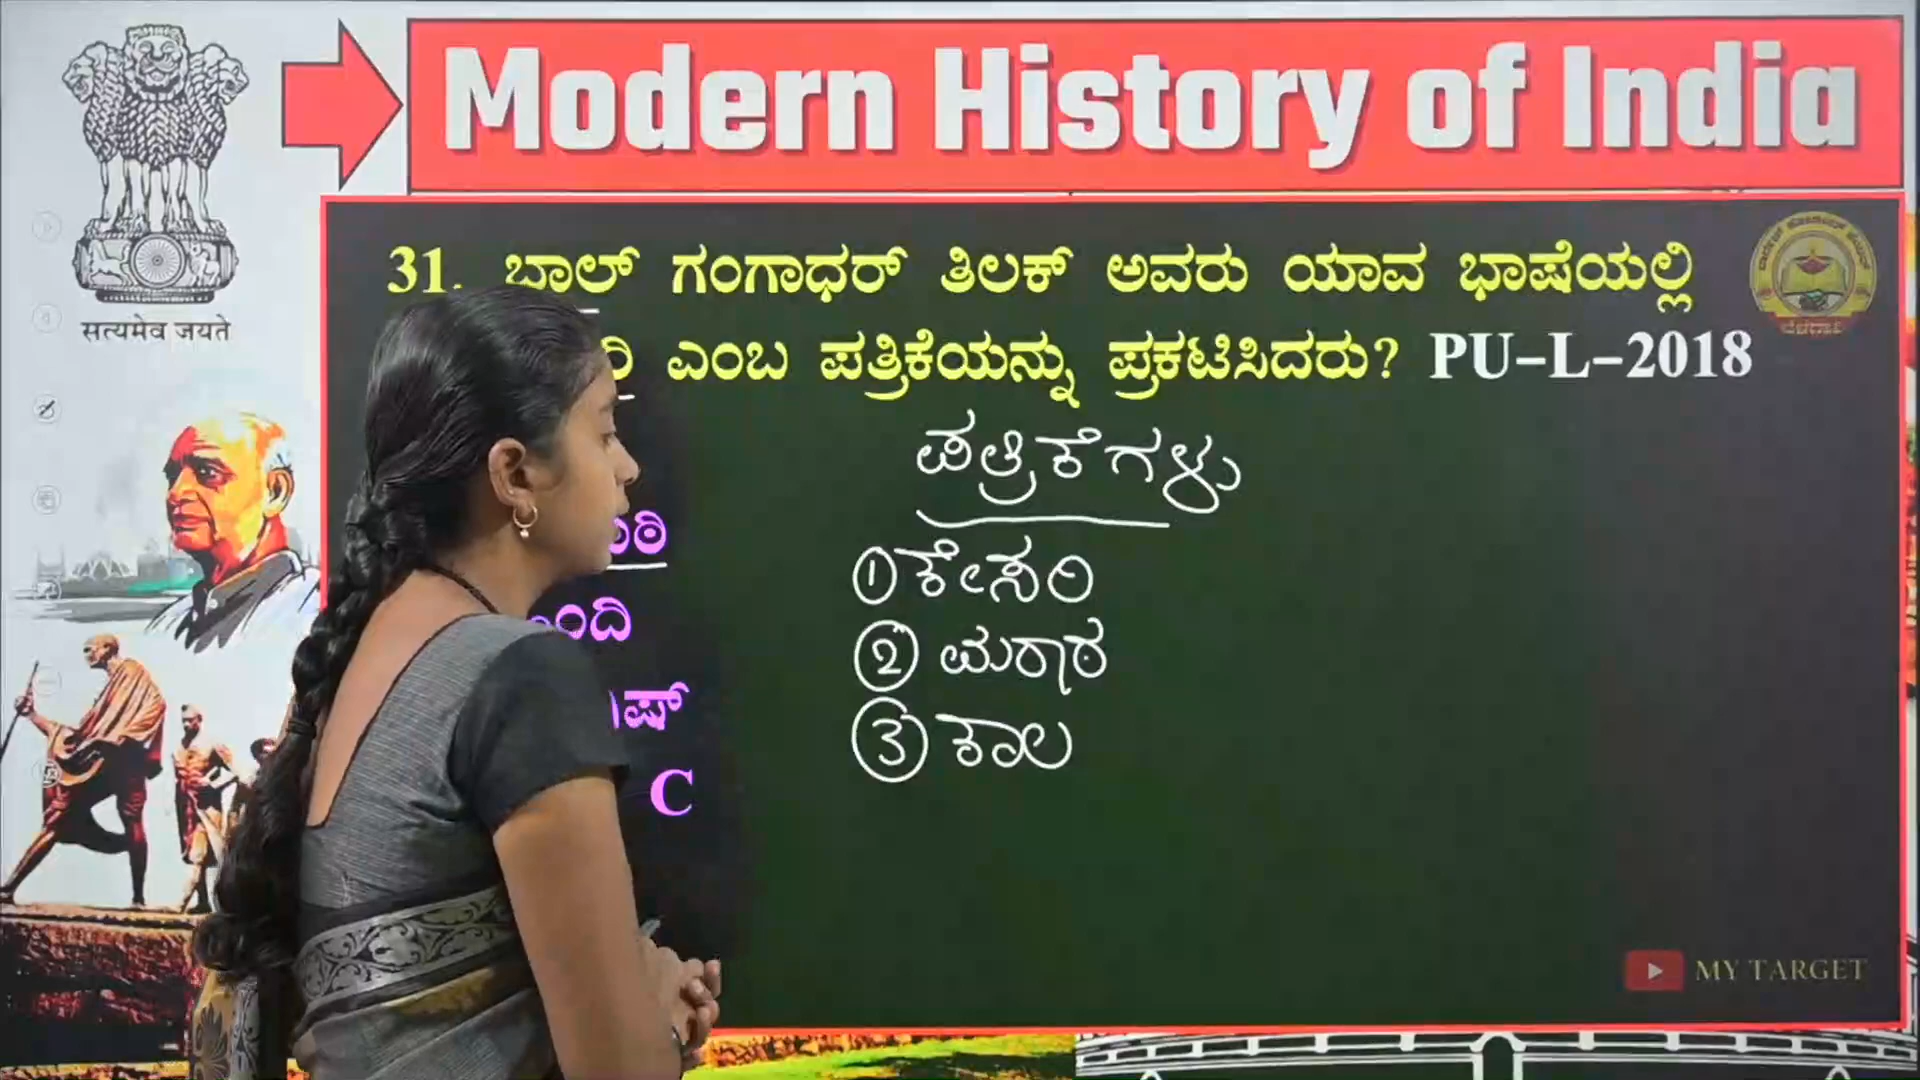 Modern History of India
सत्यमेव जयते
31. ಬಾಲ್ ಗಂಗಾಧರ್ ತಿಲಕ್ ಅವರು ಯಾವ ಭಾಷೆಯಲ್ಲಿ
ಎಂಬ ಪತ್ರಿಕೆಯನ್ನು ಪ್ರಕಟಿಸಿದರು? PU-L-2018
ಪತ್ರಿಕೆಗಳು
① ಕೇಸರಿ
② ಮರಾಠ
③ ಕಾಲ
C
MY TARGET